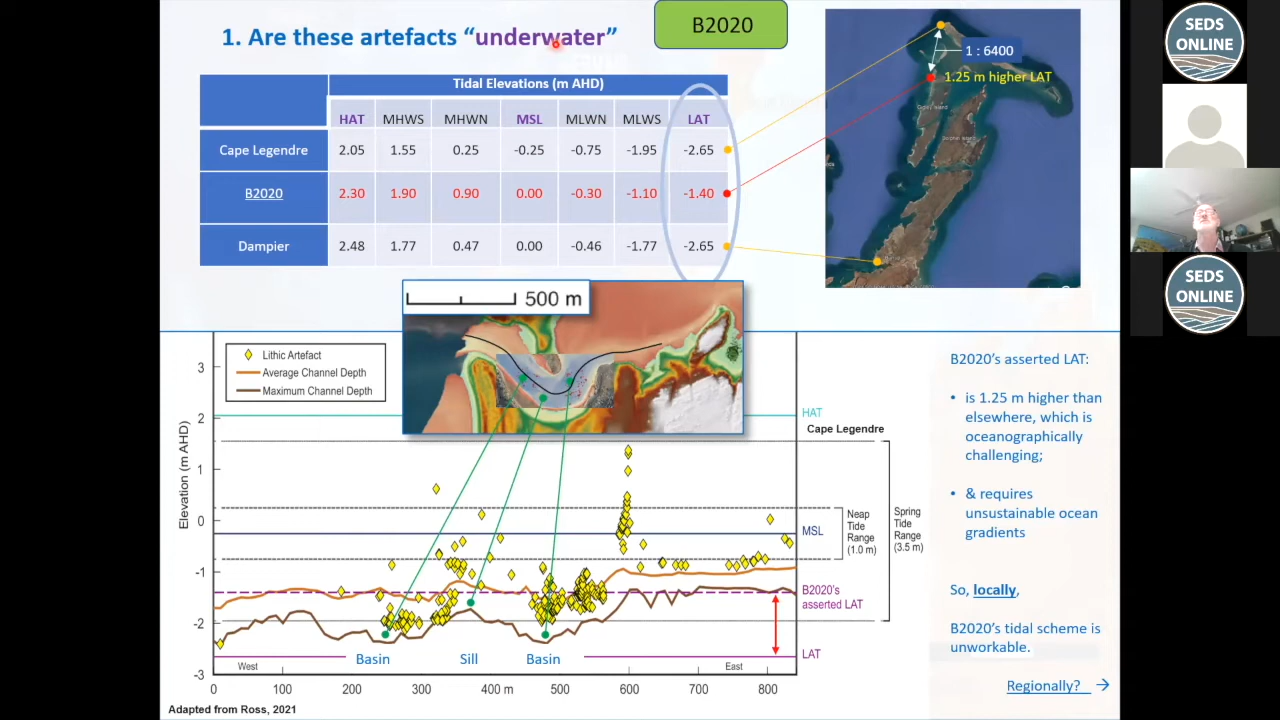 1. Are these artefacts “underwater”
B2020
Tidal Elevations (m AHD)
HAT MHWS MHWN MSL MLWN MLWS LAT
Cape Legendre 2.05 1.55 0.25 -0.25 -0.75 -1.95 -2.65
B2020 2.30 1.90 0.90 0.00 -0.30 -1.10 -1.40
Dampier 2.48 1.77 0.47 0.00 -0.46 -1.77 -2.65
1 : 6400
1.25 m higher LAT
SEDS
ONLINE
SEDS
ONLINE
500 m
Lithic Artefact
Average Channel Depth
Maximum Channel Depth
Elevation (m AHD)
3
2
1
0
-1
-2
-3
HAT
Cape Legendre
MSL
Neap
Tide
Range
(1.0 m)
Spring
Tide
Range
(3.5 m)
B2020's
asserted LAT
LAT
Basin Sill Basin
West East
0 100 200 300 400 m 500 600 700 800
Adapted from Ross, 2021
B2020’s asserted LAT:
• is 1.25 m higher than
elsewhere, which is
oceanographically
challenging;
• & requires
unsustainable ocean
gradients
So, locally,
B2020’s tidal scheme is
unworkable.
Regionally? →